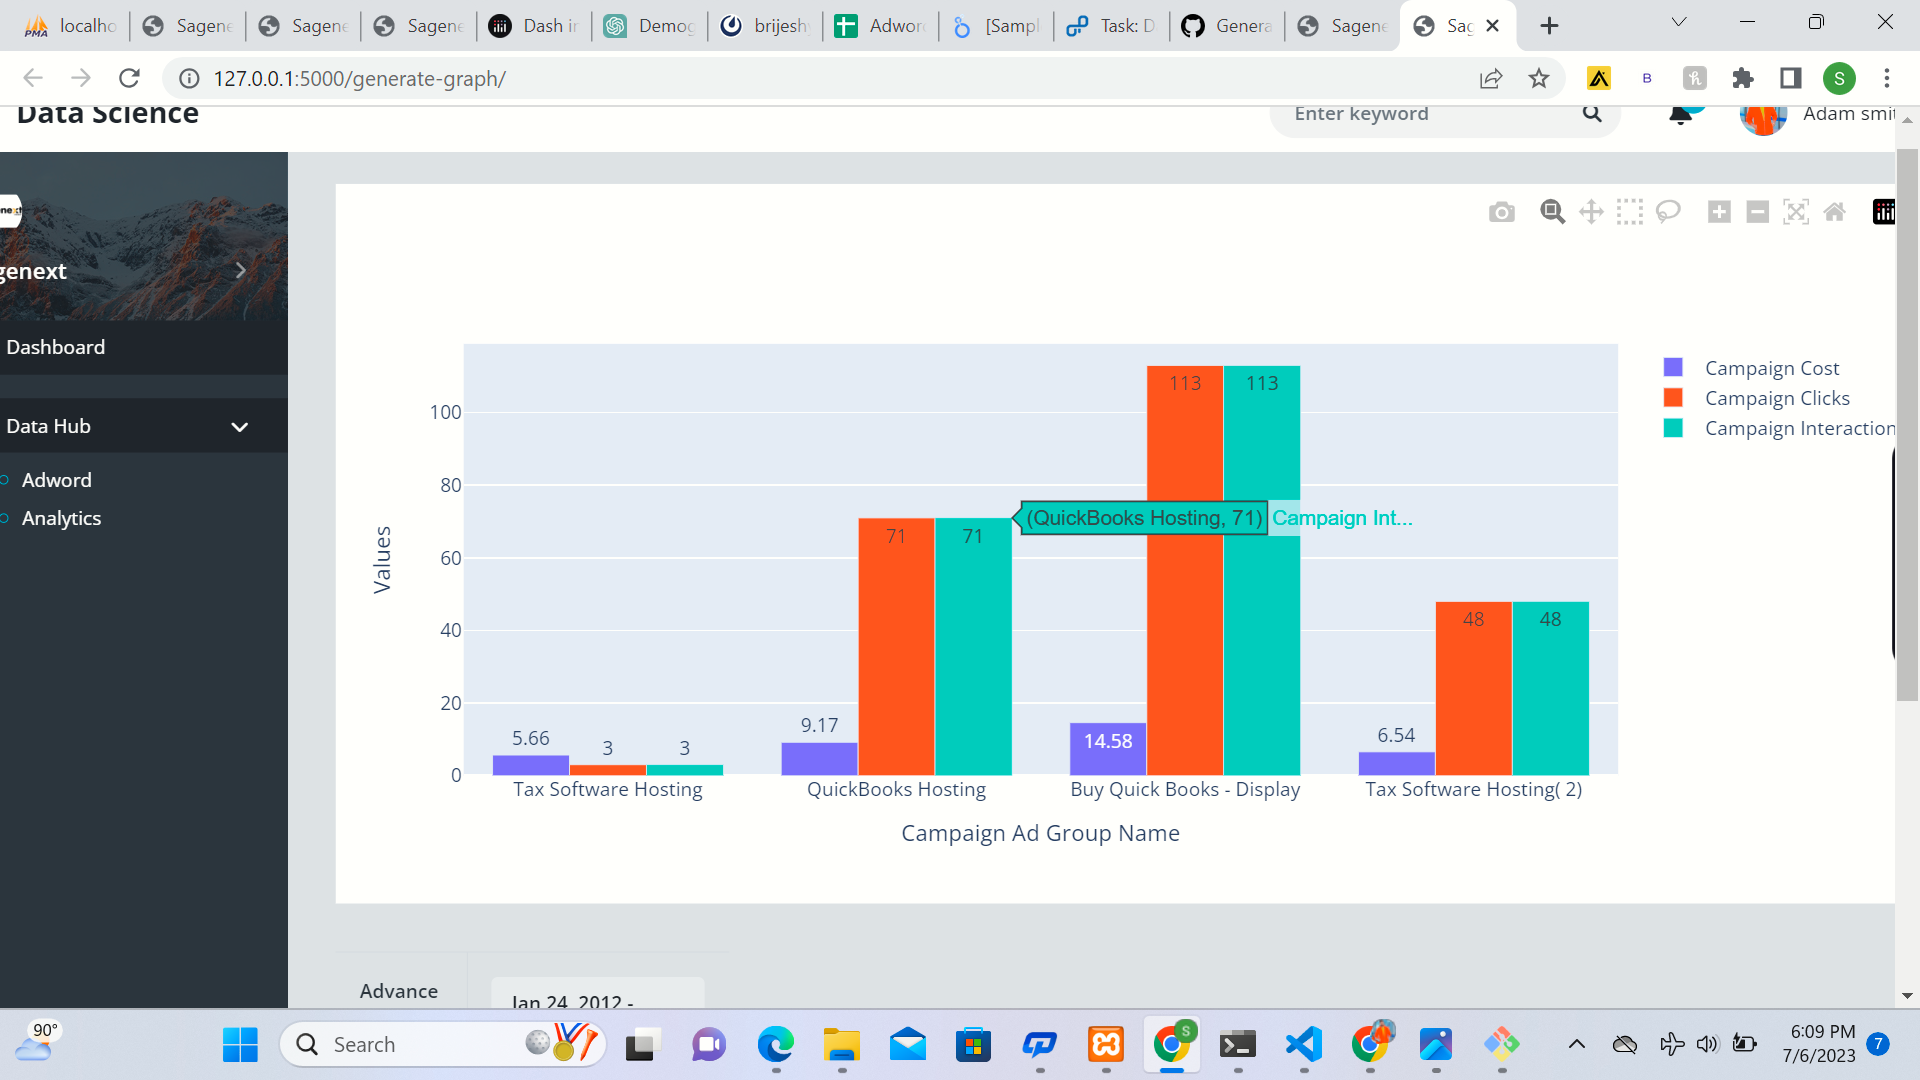 localho
Sagene
Sagene
Sagene
Dash in
Demog
brijesh
Adwor
[Sampl
Task: D
Genera
Sagene
Sag
127.0.0.1:5000/generate-graph/
B
S
Data Science
Enter keyword
Adam smit
genext
Dashboard
Data Hub
Adword
Analytics
Campaign Cost
Campaign Clicks
Campaign Interaction
Values
100
80
60
40
20
0
5.66
3
3
9.17
71
71
14.58
113
113
6.54
48
48
(QuickBooks Hosting, 71) Campaign Int...
Tax Software Hosting
QuickBooks Hosting
Buy Quick Books - Display
Tax Software Hosting( 2)
Campaign Ad Group Name
Advance
Jan 24, 2012 -
90°
Search
S
6:09 PM
7/6/2023
7